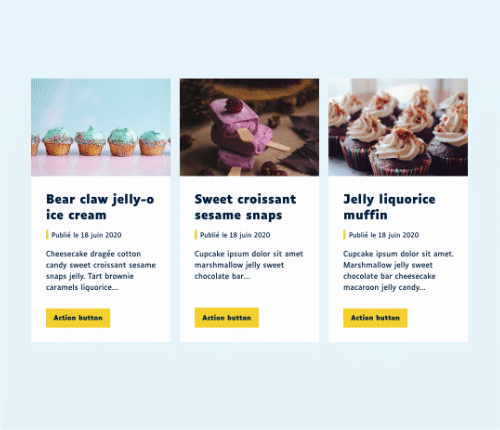 Bear claw jelly-o
ice cream
Publié le 18 juin 2020
Cheesecake dragée cotton
candy sweet croissant sesame
snaps jelly. Tart brownie
caramels liquorice...
Action button
Sweet croissant
sesame snaps
Publié le 18 juin 2020
Cupcake ipsum dolor sit amet
marshmallow jelly sweet
chocolate bar...
Action button
Jelly liquorice
muffin
Publié le 18 juin 2020
Cupcake ipsum dolor sit amet.
Marshmallow jelly sweet
chocolate bar cheesecake
macaroon jelly candy...
Action button